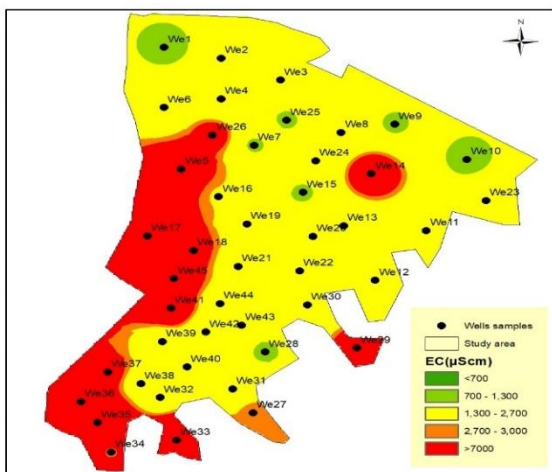 N
We1
We2
We3
We4
We6
We25
We9
We26
We7
We8
We10
We5
We24
We14
We16
We15
We23
We17
We19
We13
We11
We18
We20
We21
We22
We12
We45
We41
We44
We30
We43
We42
We39
We28
We29
We37
We40
We38
We31
We36
We32
We27
We35
We33
We34
Wells samples
Study area
EC(µScm)
<700
700 - 1,300
1,300 - 2,700
2,700 - 3,000
>7000